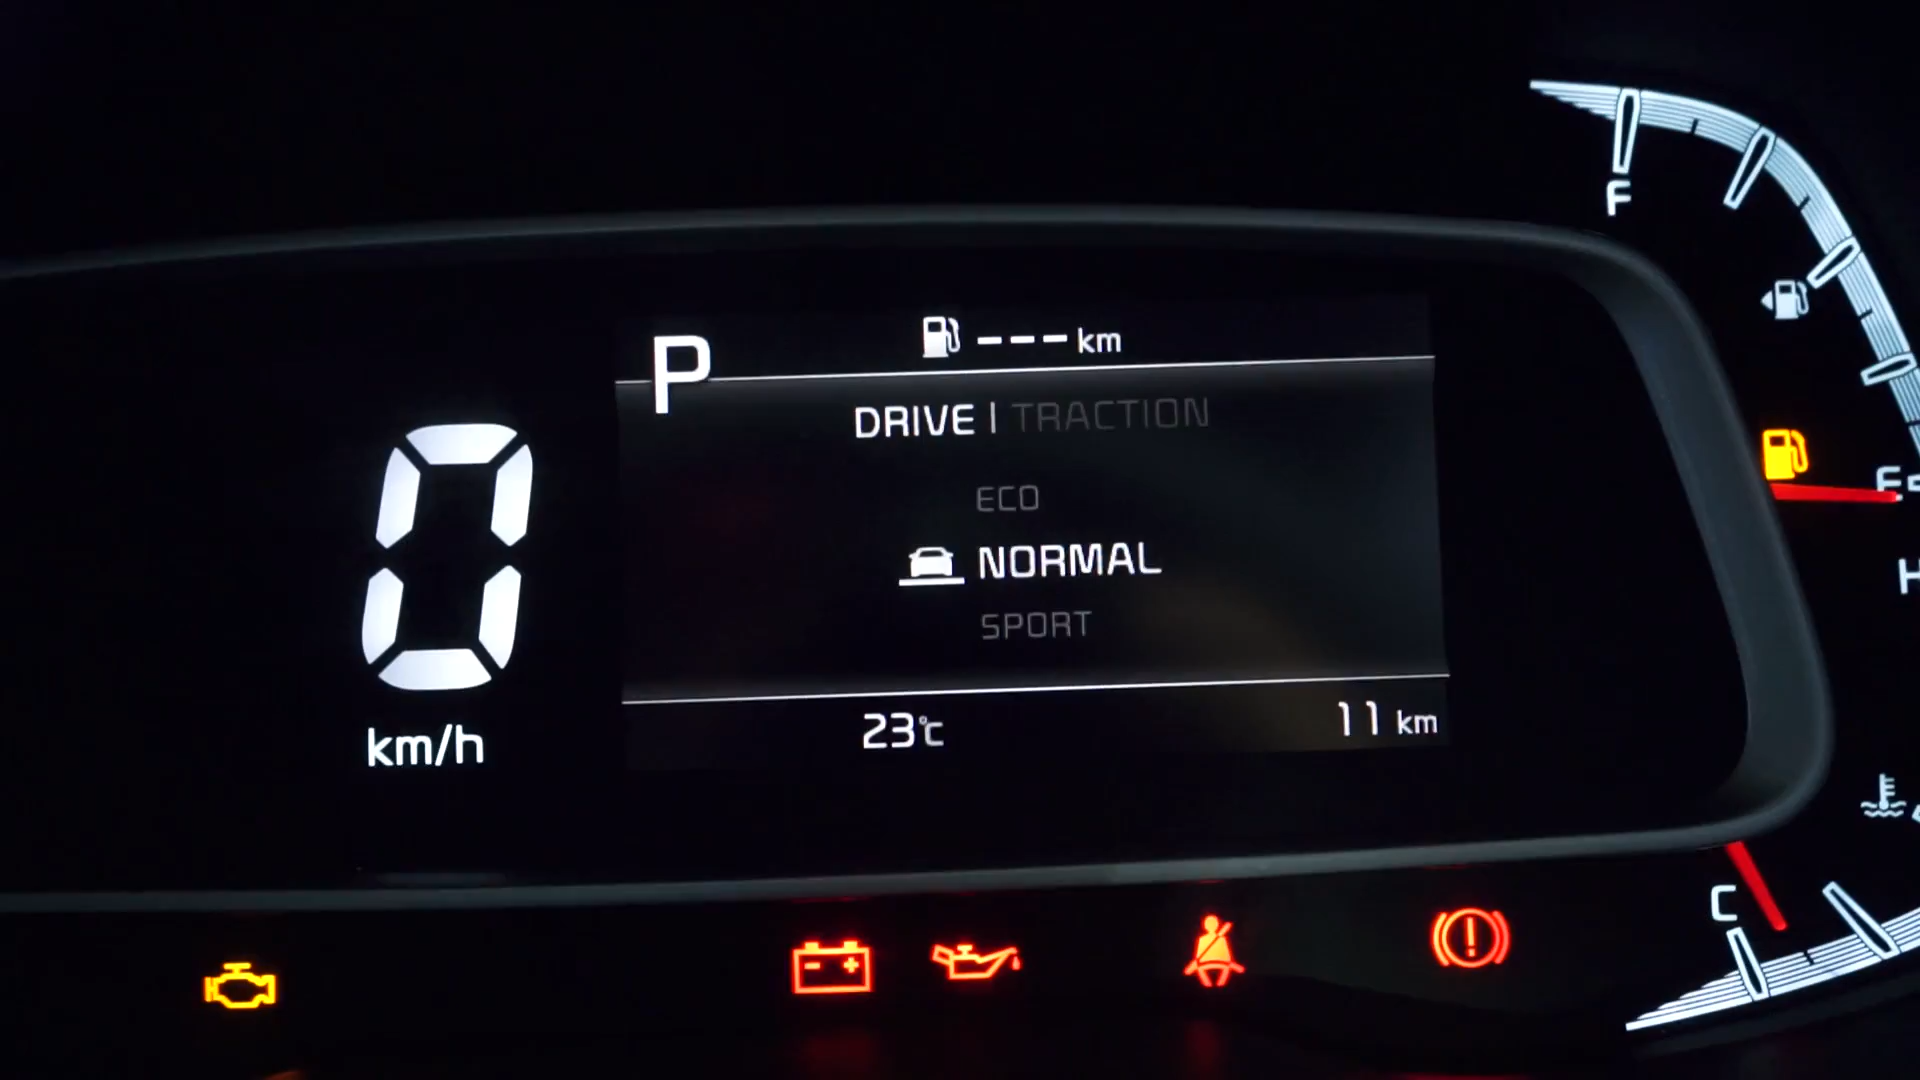 F
P
--- km
DRIVE | TRACTION
ECO
NORMAL
SPORT
0
km/h
23℃
11 km
E
H
C